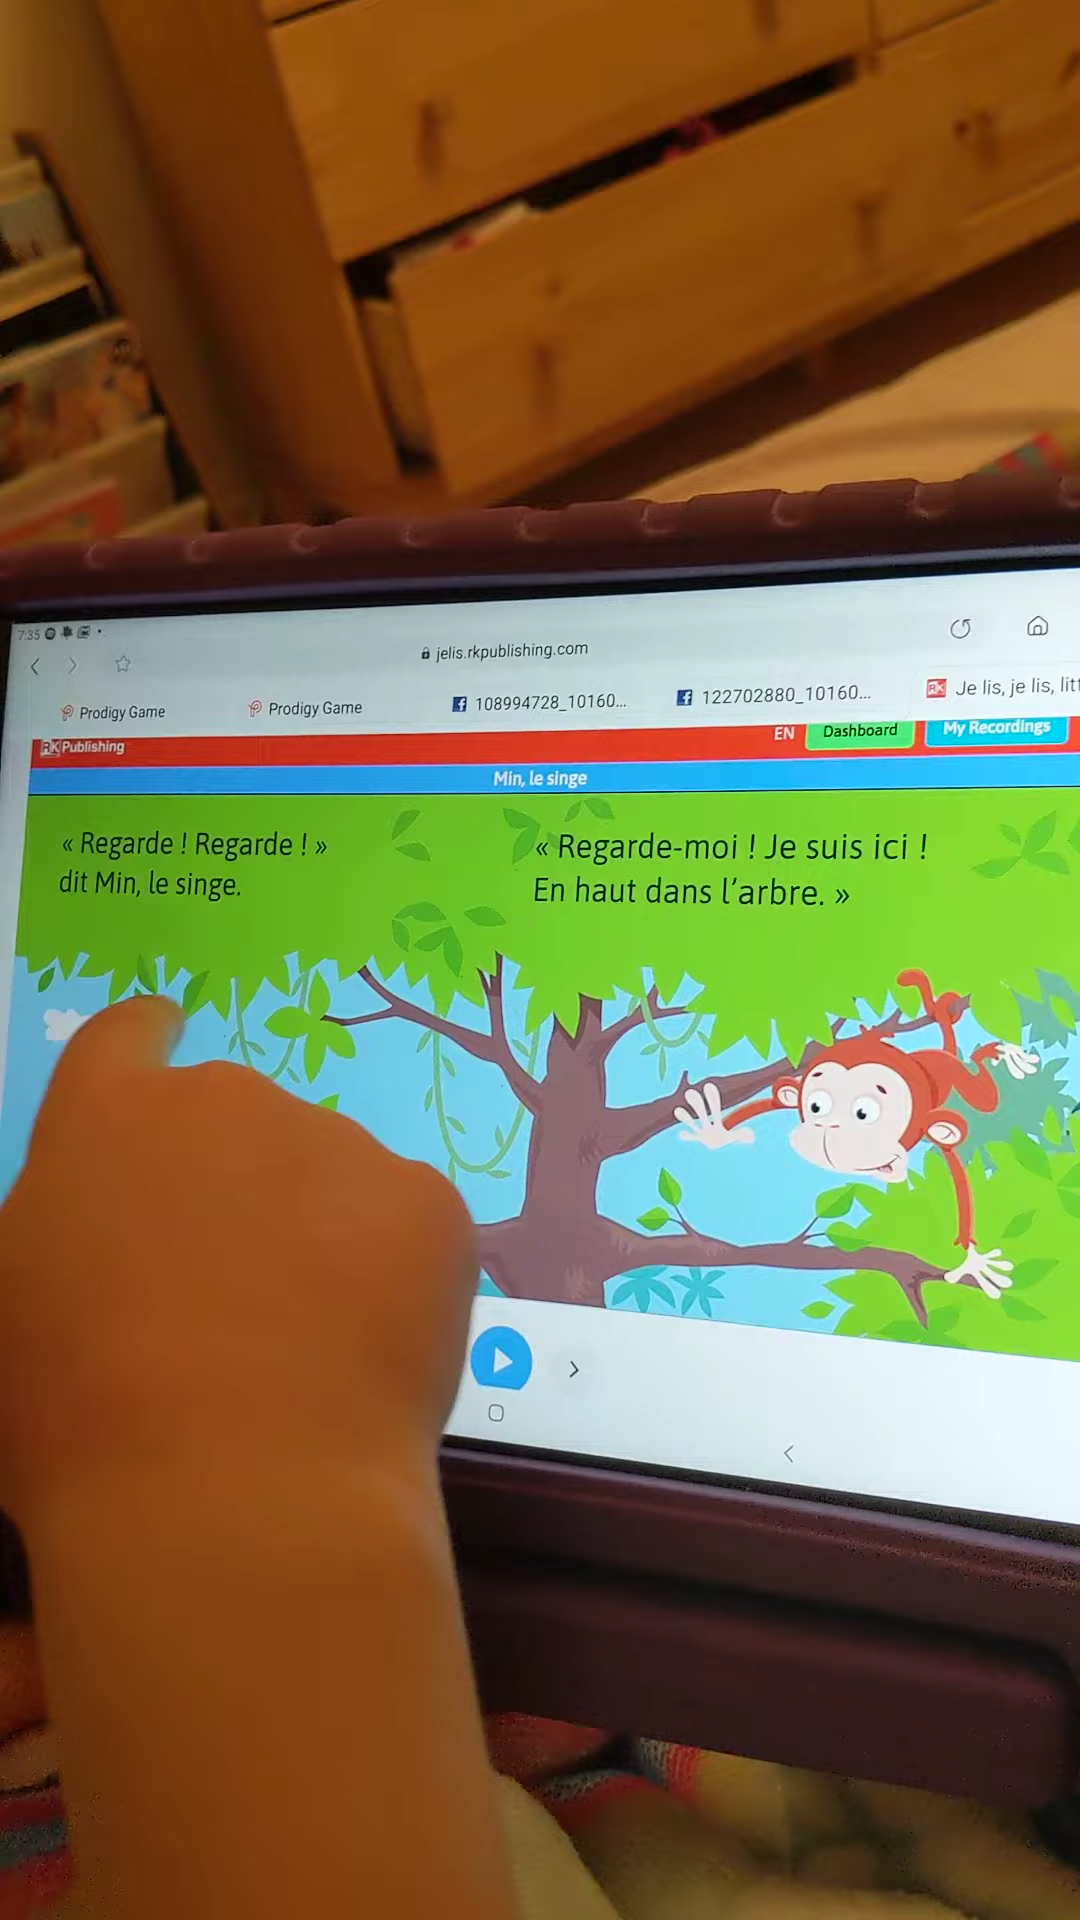 7:35
jelis.rkpublishing.com
Prodigy Game
Prodigy Game
108994728_10160...
122702880_10160...
RK Je lis, je lis, litt
RK Publishing
EN
Dashboard
My Recordings
Min, le singe
« Regarde ! Regarde ! »
dit Min, le singe.
« Regarde-moi ! Je suis ici !
En haut dans l'arbre. »